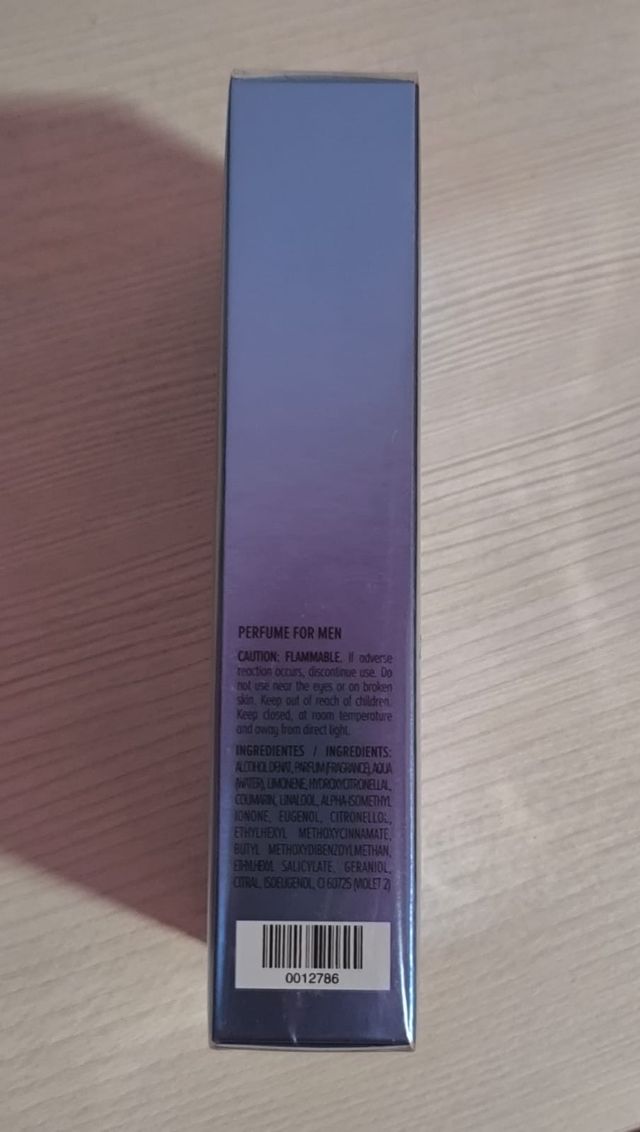 PERFUME FOR MEN
CAUTION: FLAMMABLE. If adverse
reaction occurs, discontinue use. Do
not use near the eyes or on broken
skin. Keep out of reach of children.
Keep closed, at room temperature
and away from direct light.
INGREDIENTES / INGREDIENTS:
ALCOHOL DENAT, PARFUM (FRAGRANCE), AQUA
(WATER), LIMONENE, HYDROXYCITRONELLAL,
COUMARIN, LINALOOL, ALPHA-ISOMETHYL
IONONE, EUGENOL, CITRONELLOL,
ETHYLHEXYL METHOXYCINNAMATE,
BUTYL METHOXYDIBENZOYLMETHAN,
ETHYLHEXYL SALICYLATE, GERANIOL,
CITRAL, ISOEUGENOL, CI 60725 (VIOLET 2)
0012786